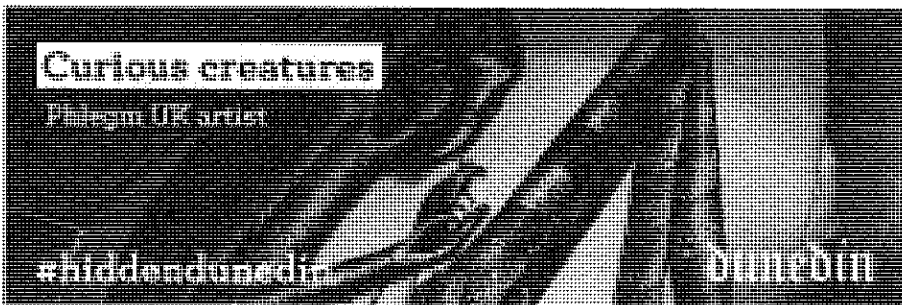 Curious creatures
Phlegm UK artist
#hiddendunedin
dunedin